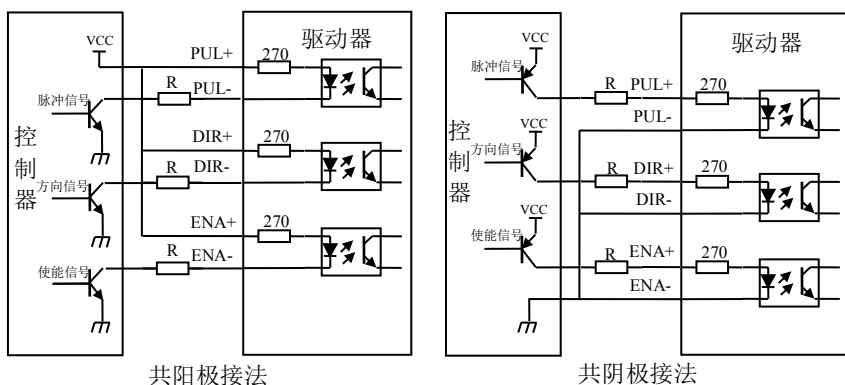 VCC
PUL+
270
驱动器
R
PUL-
脉冲信号
DIR+
270
控制器
R
DIR-
方向信号
ENA+
270
R
ENA-
使能信号
共阳极接法
VCC
驱动器
R
PUL+
270
脉冲信号
PUL-
VCC
控制器
R
DIR+
270
方向信号
DIR-
VCC
使能信号
R
ENA+
270
ENA-
共阴极接法